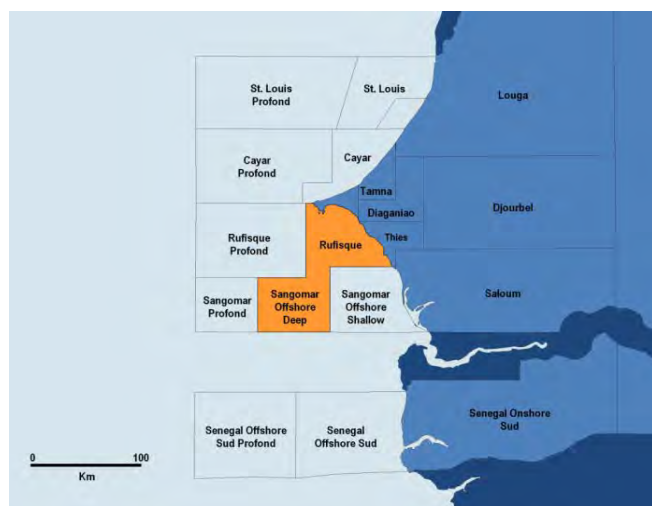 St. Louis
Profond
St. Louis
Louga
Cayar
Profond
Cayar
Tamna
Diaganiao
Djourbel
Rufisque
Profond
Rufisque
Thies
Sangomar
Profond
Sangomar
Offshore
Deep
Sangomar
Offshore
Shallow
Saloum
Senegal Offshore
Sud Profond
Senegal
Offshore Sud
Senegal Onshore
Sud
0 100
Km